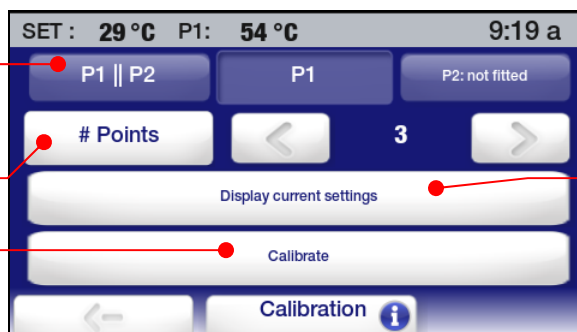 SET : 29 °C P1: 54 °C 9:19 a
P1 || P2 P1 P2: not fitted
# Points < 3 >
Display current settings
Calibrate
<- Calibration i